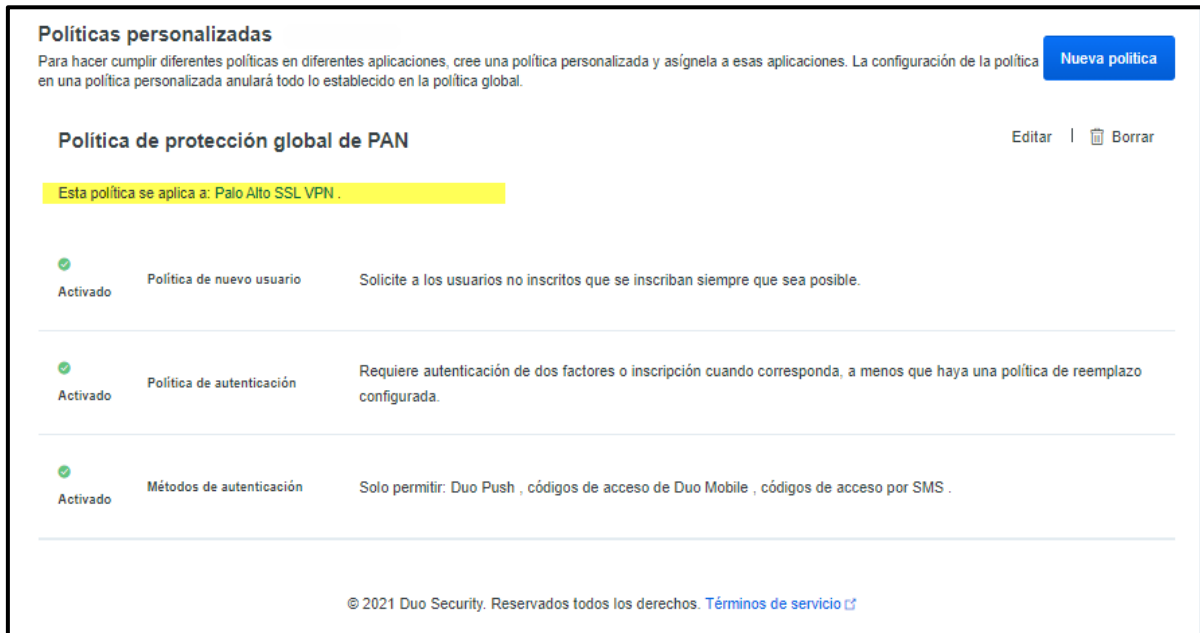 Políticas personalizadas
Para hacer cumplir diferentes políticas en diferentes aplicaciones, cree una política personalizada y asígnela a esas aplicaciones. La configuración de la política
en una política personalizada anulará todo lo establecido en la política global.
Nueva política
Política de protección global de PAN
Editar | Borrar
Esta política se aplica a: Palo Alto SSL VPN .
Activado
Política de nuevo usuario
Solicite a los usuarios no inscritos que se inscriban siempre que sea posible.
Activado
Política de autenticación
Requiere autenticación de dos factores o inscripción cuando corresponda, a menos que haya una política de reemplazo
configurada.
Activado
Métodos de autenticación
Solo permitir: Duo Push , códigos de acceso de Duo Mobile , códigos de acceso por SMS .
© 2021 Duo Security. Reservados todos los derechos. Términos de servicio